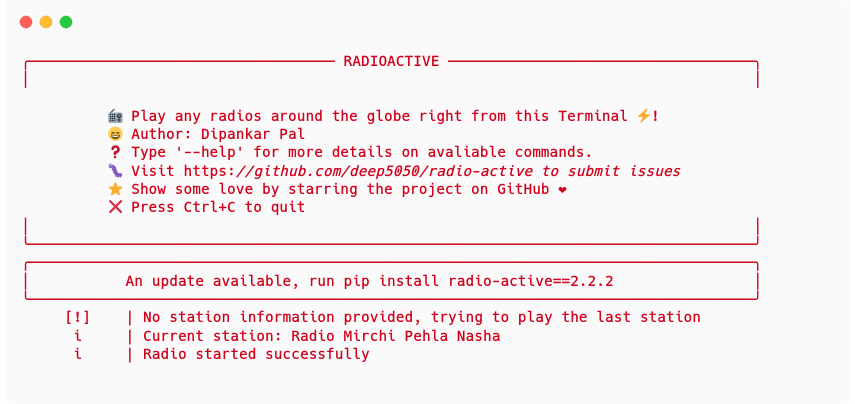 RADIOACTIVE
📻 Play any radios around the globe right from this Terminal ⚡!
😄 Author: Dipankar Pal
❓ Type '--help' for more details on avaliable commands.
🐛 Visit https://github.com/deep5050/radio-active to submit issues
⭐ Show some love by starring the project on GitHub ❤
❌ Press Ctrl+C to quit
An update available, run pip install radio-active==2.2.2
[!] | No station information provided, trying to play the last station
i | Current station: Radio Mirchi Pehla Nasha
i | Radio started successfully